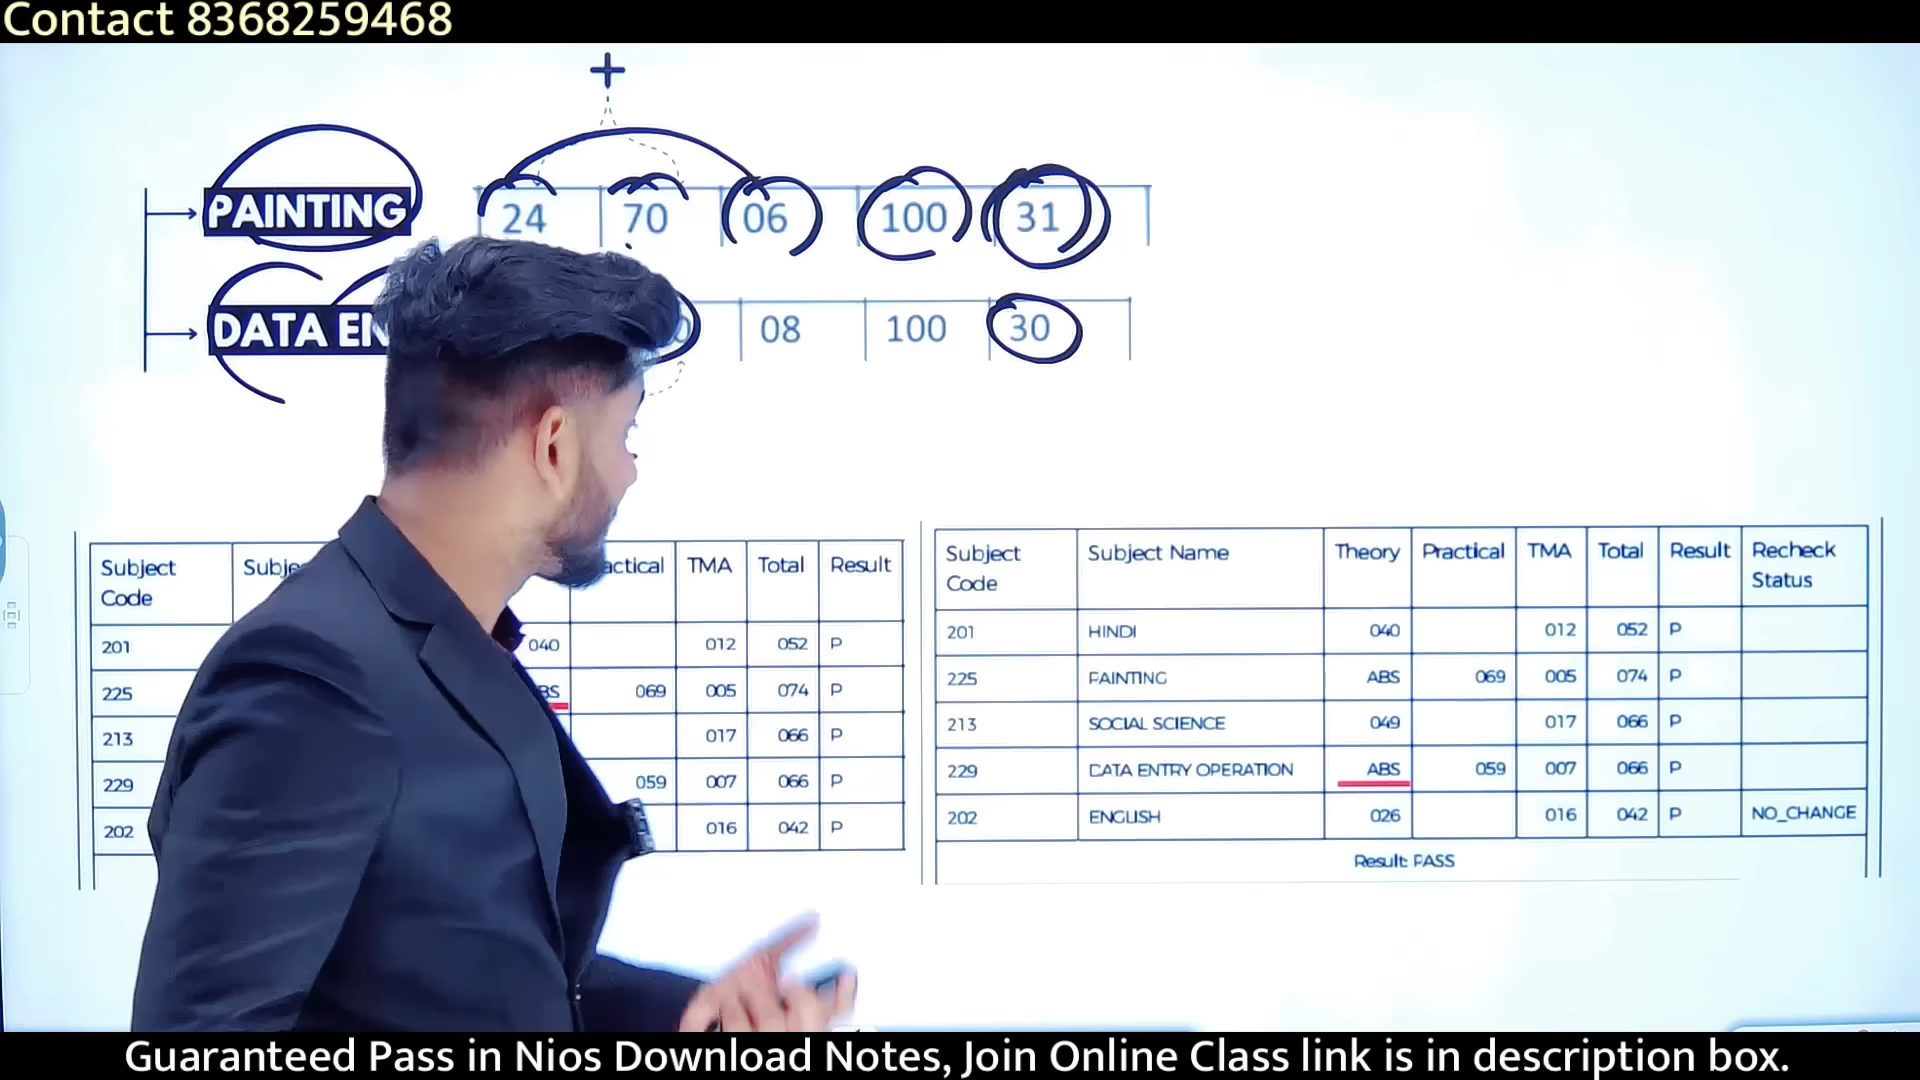 Contact 8368259468
+
PAINTING 24 70 06 100 31
DATA 08 100 30
Subject Code TMA Total Result
201 040 012 052 P
225 069 005 074 P
213 017 066 P
229 059 007 066 P
202 016 042 P
Subject Code Subject Name Theory Practical TMA Total Result Recheck Status
201 HINDI 040 012 052 P
225 PAINTING ABS 069 005 074 P
213 SOCIAL SCIENCE 049 017 066 P
229 DATA ENTRY OPERATION ABS 059 007 066 P
202 ENGLISH 026 016 042 P NO_CHANGE
Result: PASS
Guaranteed Pass in Nios Download Notes, Join Online Class link is in description box.